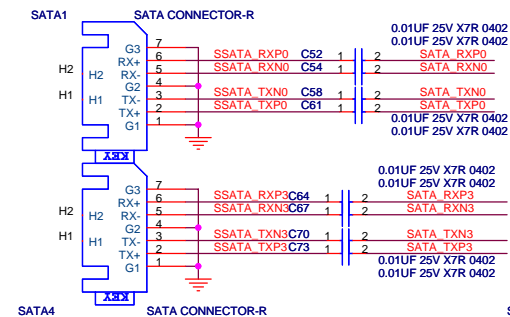 SATA1 SATA CONNECTOR-R
0.01UF 25V X7R 0402
0.01UF 25V X7R 0402
G3 7
H2 H2 RX+ 6 SSATA_RXP0 C52 1 2 SATA_RXP0
RX- 5 SSATA_RXN0 C54 1 2 SATA_RXN0
G2 4
H1 H1 TX- 3 SSATA_TXN0 C58 1 2 SATA_TXN0
TX+ 2 SSATA_TXP0 C61 1 2 SATA_TXP0
G1 1
0.01UF 25V X7R 0402
0.01UF 25V X7R 0402
KEY
0.01UF 25V X7R 0402
0.01UF 25V X7R 0402
G3 7
RX+ 6 SSATA_RXP3 C64 1 2 SATA_RXP3
H2 H2 RX- 5 SSATA_RXN3 C67 1 2 SATA_RXN3
G2 4
H1 H1 TX- 3 SSATA_TXN3 C70 1 2 SATA_TXN3
TX+ 2 SSATA_TXP3 C73 1 2 SATA_TXP3
G1 1
0.01UF 25V X7R 0402
0.01UF 25V X7R 0402
KEY
SATA4 SATA CONNECTOR-R